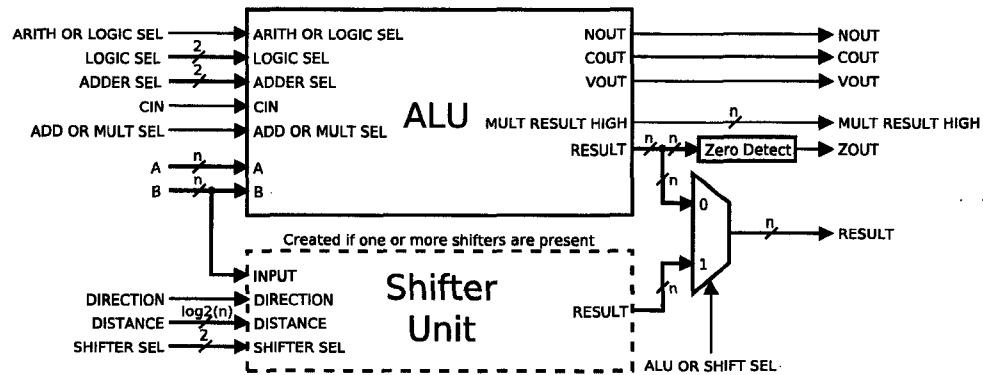 ARITH OR LOGIC SEL ARITH OR LOGIC SEL NOUT NOUT
LOGIC SEL 2 LOGIC SEL COUT COUT
ADDER SEL 2 ADDER SEL VOUT VOUT
CIN CIN
ALU
ADD OR MULT SEL ADD OR MULT SEL MULT RESULT HIGH n MULT RESULT HIGH
RESULT n n Zero Detect ZOUT
A n A
B n B
n 0
n RESULT
Created if one or more shifters are present
INPUT 1
n
Shifter
Unit
DIRECTION DIRECTION
RESULT
DISTANCE log2(n) DISTANCE
SHIFTER SEL 2 SHIFTER SEL
ALU OR SHIFT SEL